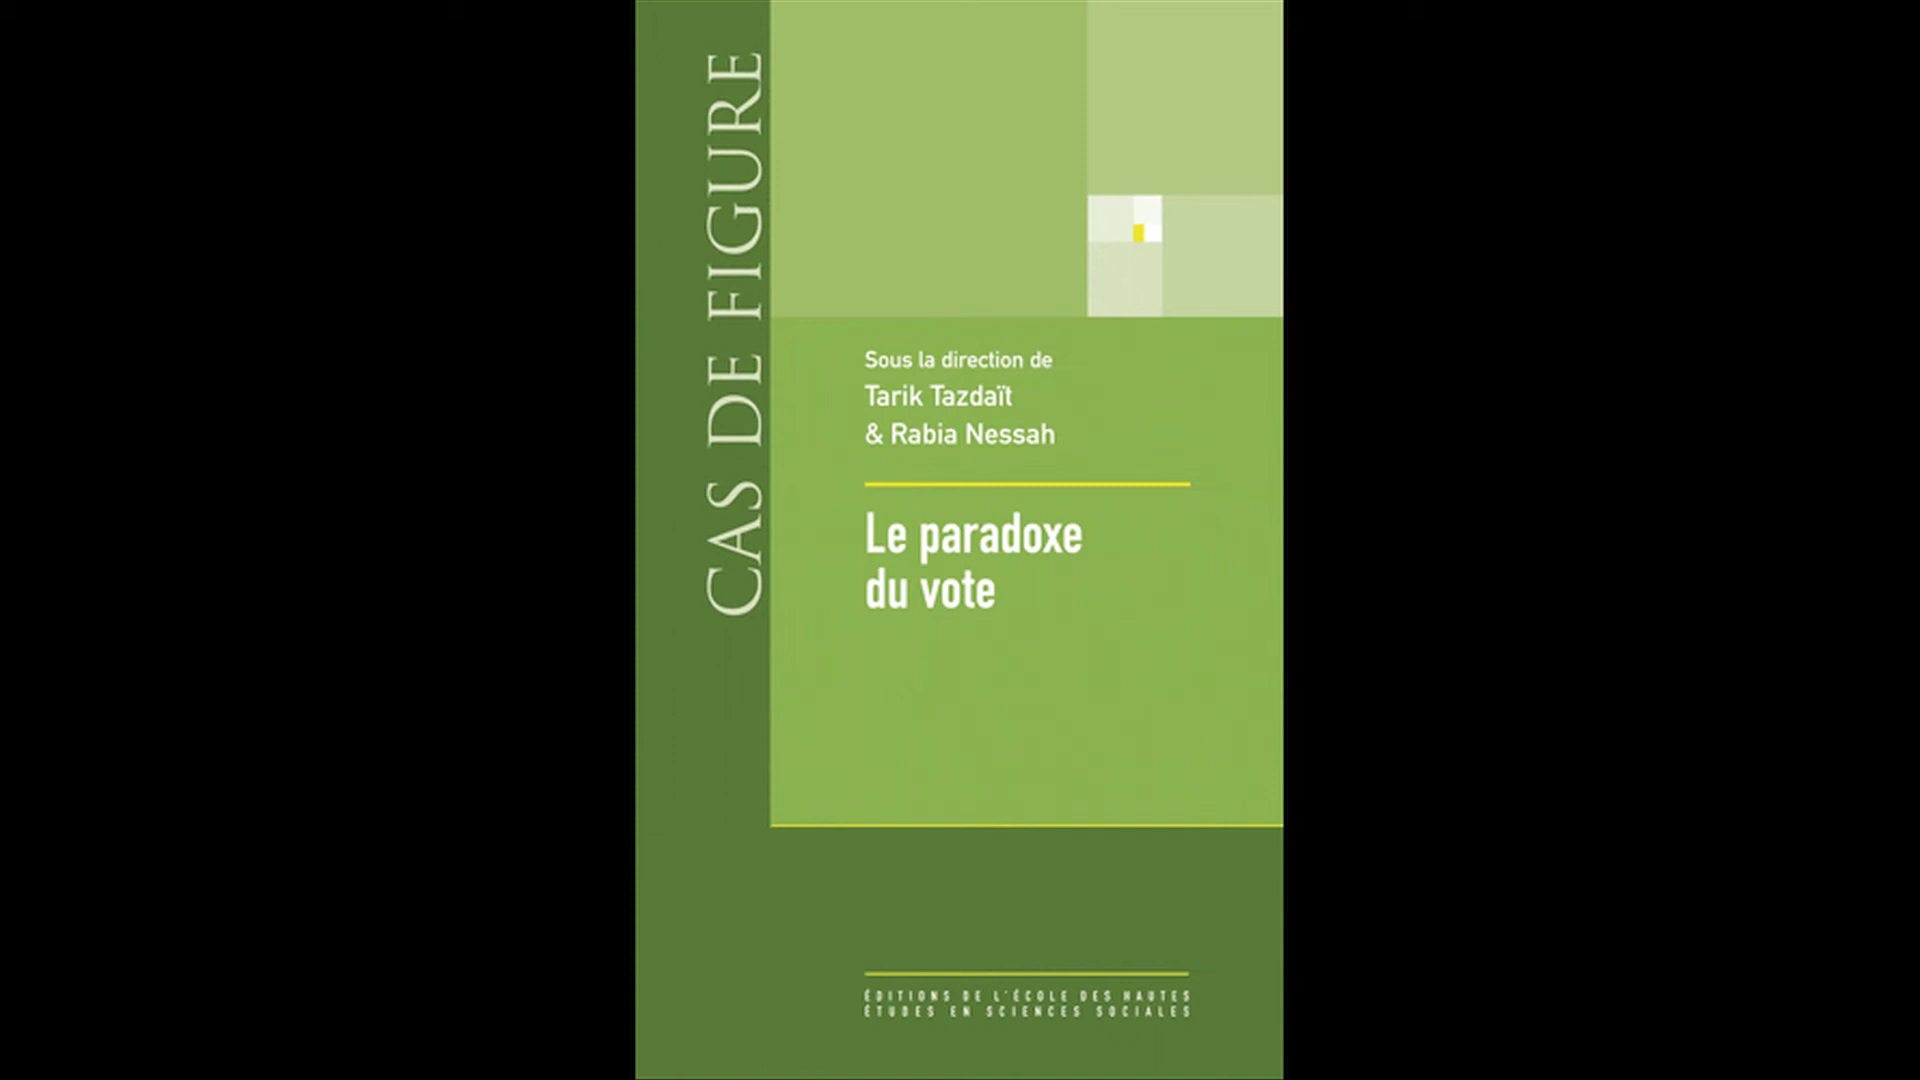 CAS DE FIGURE
Sous la direction de
Tarik Tazdaït
& Rabia Nessah
Le paradoxe
du vote
ÉDITIONS DE L'ÉCOLE DES HAUTES
ÉTUDES EN SCIENCES SOCIALES